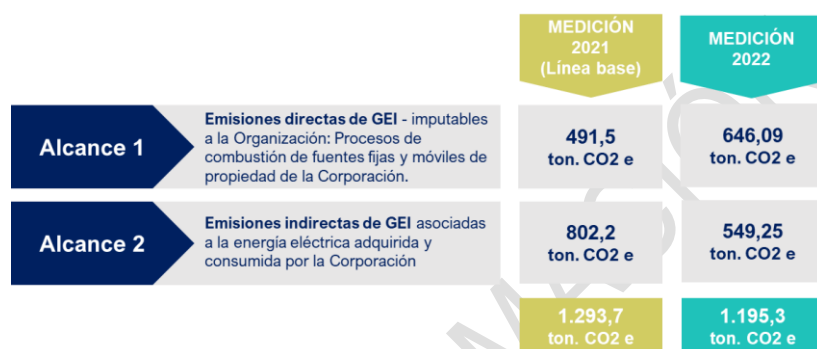 MEDICIÓN
2021
(Línea base)
MEDICIÓN
2022
Alcance 1
Emisiones directas de GEI - imputables
a la Organización: Procesos de
combustión de fuentes fijas y móviles de
propiedad de la Corporación.
491,5
ton. CO2 e
646,09
ton. CO2 e
Alcance 2
Emisiones indirectas de GEI asociadas
a la energía eléctrica adquirida y
consumida por la Corporación
802,2
ton. CO2 e
549,25
ton. CO2 e
1.293,7
ton. CO2 e
1.195,3
ton. CO2 e